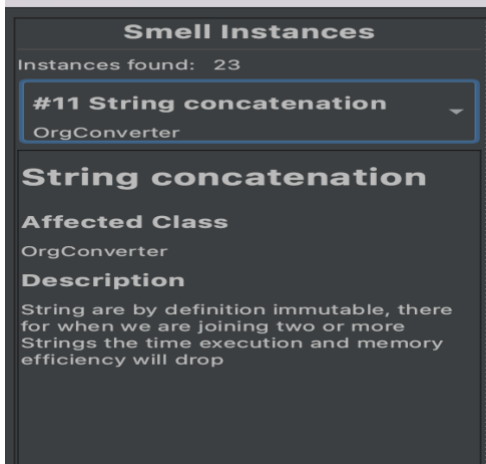 Smell Instances
Instances found: 23
#11 String concatenation
OrgConverter
String concatenation
Affected Class
OrgConverter
Description
String are by definition immutable, there
for when we are joining two or more
Strings the time execution and memory
efficiency will drop